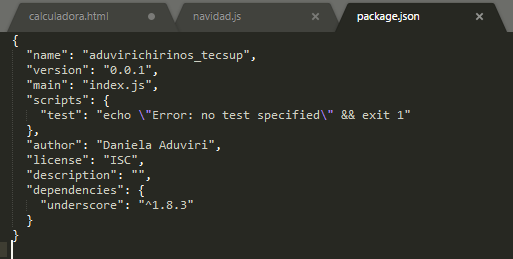 calculadora.html navidad.js package.json
{
  "name": "aduvirichirinos_tecsup",
  "version": "0.0.1",
  "main": "index.js",
  "scripts": {
    "test": "echo \"Error: no test specified\" && exit 1"
  },
  "author": "Daniela Aduviri",
  "license": "ISC",
  "description": "",
  "dependencies": {
    "underscore": "^1.8.3"
  }
}